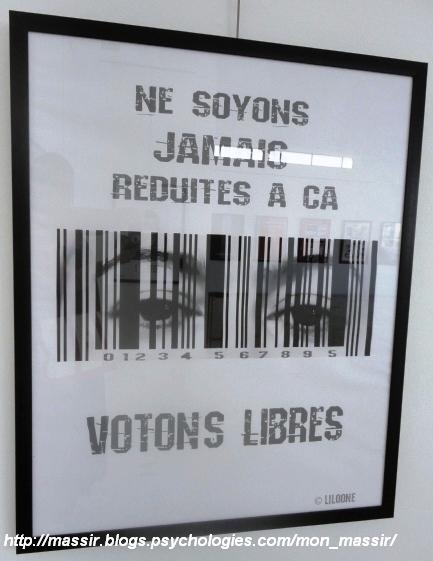 NE SOYONS
JAMAIS
REDUITES A CA
0 1 2 3 4 5 6 7 8 9 5
VOTONS LIBRES
© LILOONE
http://massir.blogs.psychologies.com/mon_massir/